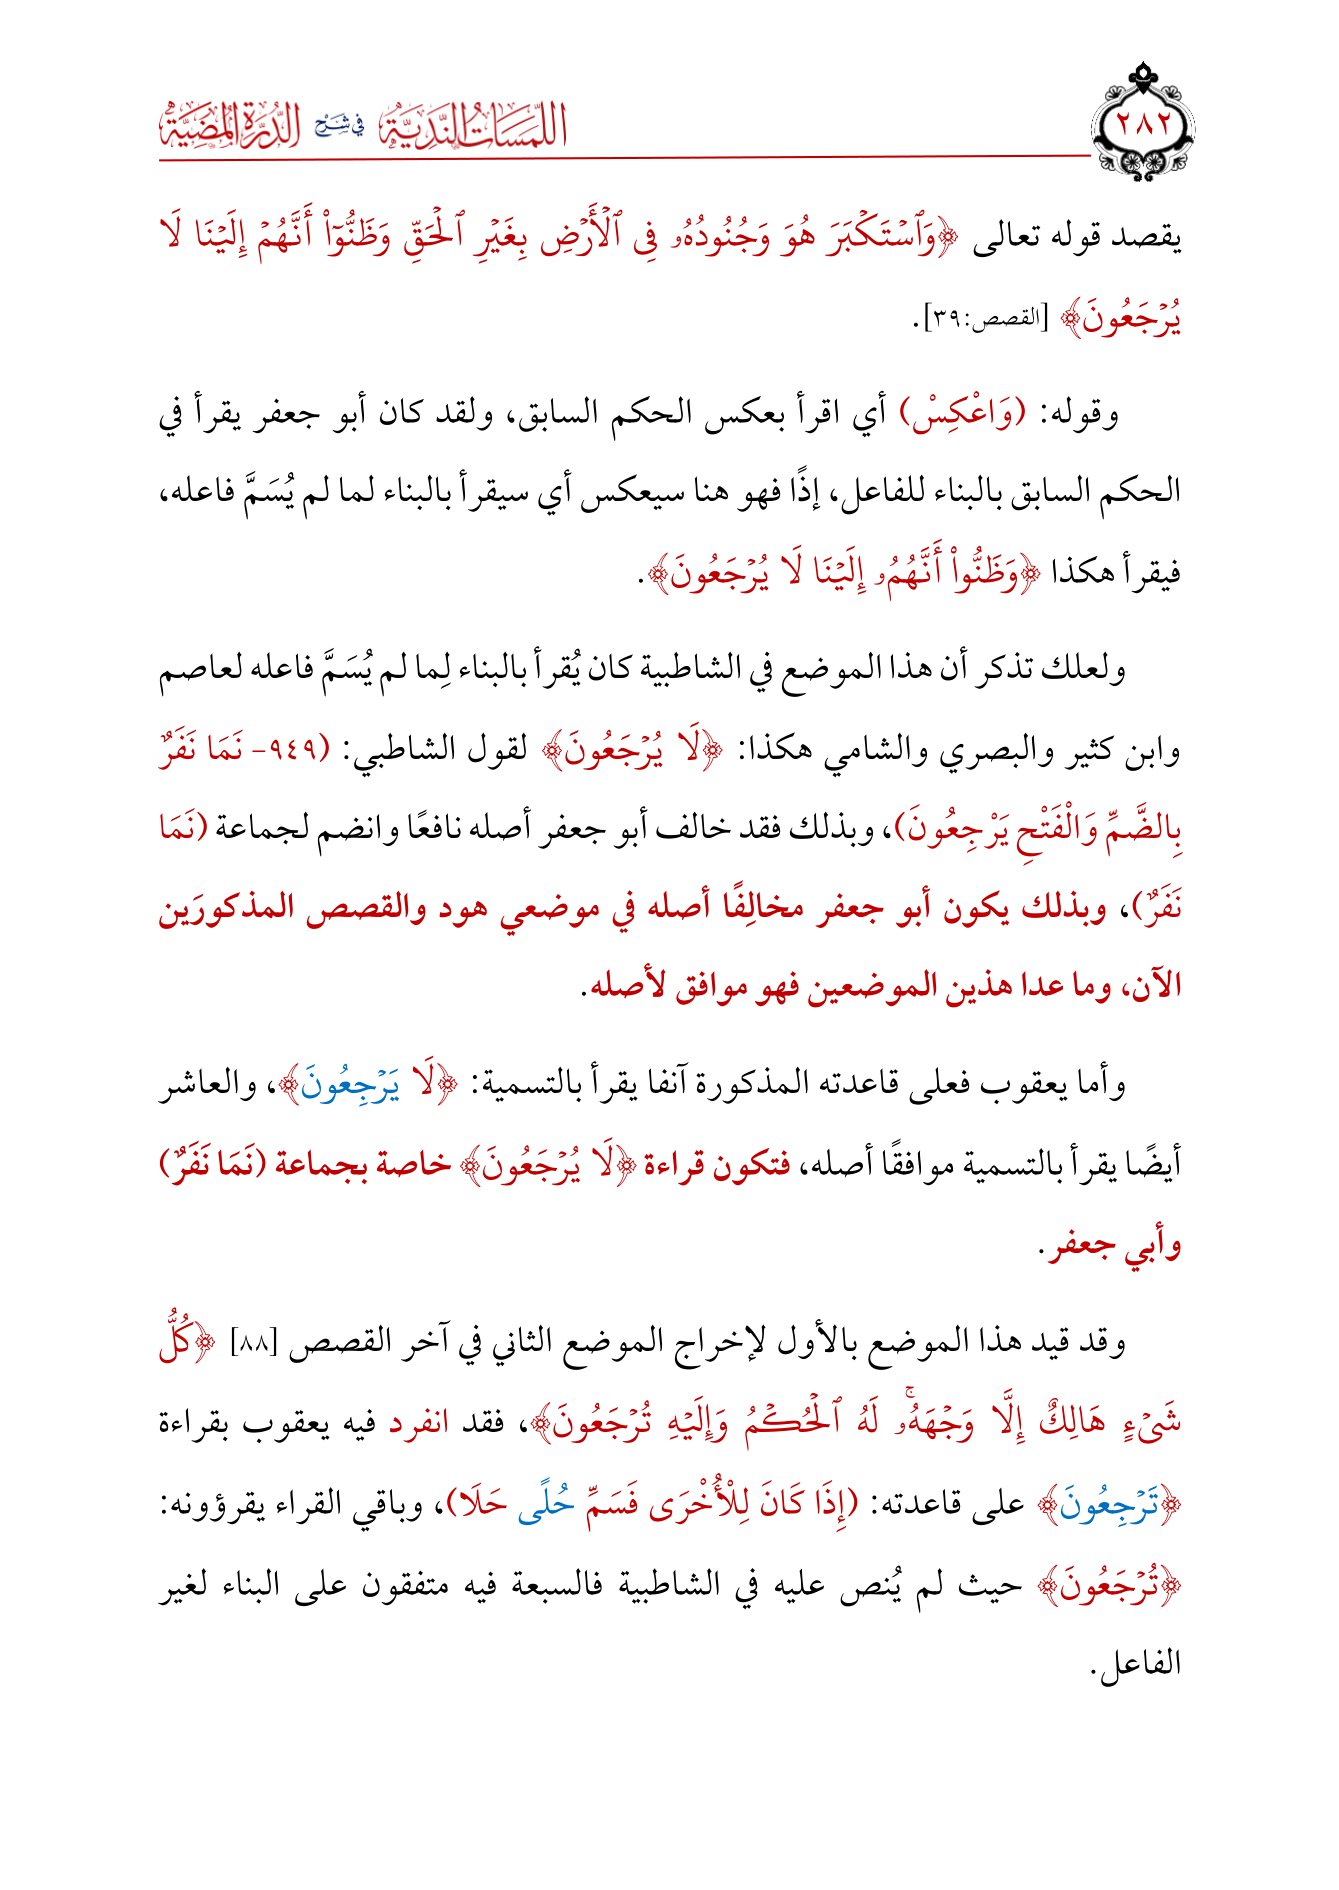 اللَّمَسَاتُ النَّدِيَّةُ فِي شَرْحِ الدُّرَّةِ الْمُضِيَّةِ
٢٨٢
يقصد قوله تعالى ﴿وَٱسۡتَكۡبَرَ هُوَ وَجُنُودُهُۥ فِى ٱلۡأَرۡضِ بِغَيۡرِ ٱلۡحَقِّ وَظَنُّوٓاْ أَنَّهُمۡ إِلَيۡنَا لَا
يُرۡجَعُونَ﴾ [القصص:٣٩].
وقوله: (وَاعْكِسْ) أي اقرأ بعكس الحكم السابق، ولقد كان أبو جعفر يقرأ في
الحكم السابق بالبناء للفاعل، إذًا فهو هنا سيعكس أي سيقرأ بالبناء لما لم يُسَمَّ فاعله،
فيقرأ هكذا ﴿وَظَنُّواْ أَنَّهُمُۥ إِلَيۡنَا لَا يُرۡجَعُونَ﴾.
ولعلك تذكر أن هذا الموضع في الشاطبية كان يُقرأ بالبناء لِما لم يُسَمَّ فاعله لعاصم
وابن كثير والبصري والشامي هكذا: ﴿لَا يُرۡجَعُونَ﴾ لقول الشاطبي: (٩٤٩- نَمَا نَفَرٌ
بِالضَّمِّ وَالْفَتْحِ يَرْجِعُونَ)، وبذلك فقد خالف أبو جعفر أصله نافعًا وانضم لجماعة (نَمَا
نَفَرٌ)، وبذلك يكون أبو جعفر مخالِفًا أصله في موضعي هود والقصص المذكورَين
الآن، وما عدا هذين الموضعين فهو موافق لأصله.
وأما يعقوب فعلى قاعدته المذكورة آنفا يقرأ بالتسمية: ﴿لَا يَرۡجِعُونَ﴾، والعاشر
أيضًا يقرأ بالتسمية موافقًا أصله، فتكون قراءة ﴿لَا يُرۡجَعُونَ﴾ خاصة بجماعة (نَمَا نَفَرٌ)
وأبي جعفر.
وقد قيد هذا الموضع بالأول لإخراج الموضع الثاني في آخر القصص [٨٨] ﴿كُلُّ
شَىۡءٍ هَالِكٌ إِلَّا وَجۡهَهُۥۚ لَهُ ٱلۡحُكۡمُ وَإِلَيۡهِ تُرۡجَعُونَ﴾، فقد انفرد فيه يعقوب بقراءة
﴿تَرۡجِعُونَ﴾ على قاعدته: (إِذَا كَانَ لِلْأُخْرَى فَسَمِّ حُلًى حَلَا)، وباقي القراء يقرؤونه:
﴿تُرۡجَعُونَ﴾ حيث لم يُنص عليه في الشاطبية فالسبعة فيه متفقون على البناء لغير
الفاعل.